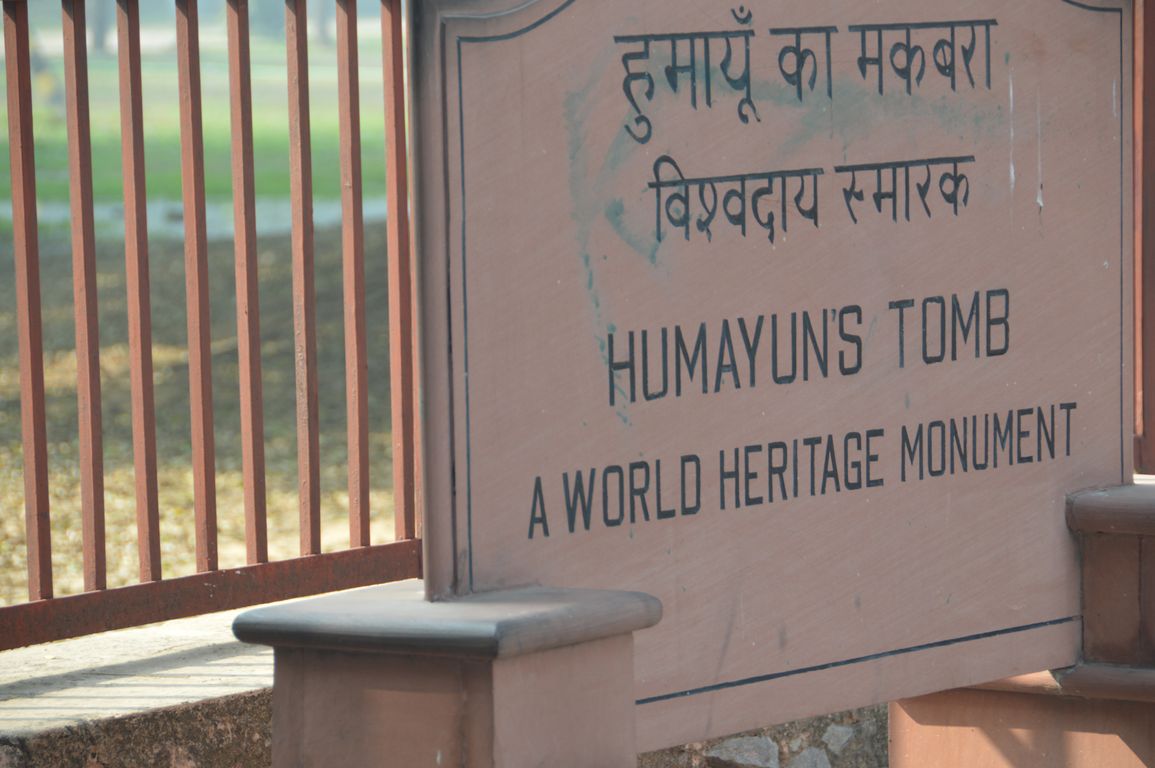 हुमायूँ का मकबरा
विश्वदाय स्मारक
HUMAYUN'S TOMB
A WORLD HERITAGE MONUMENT